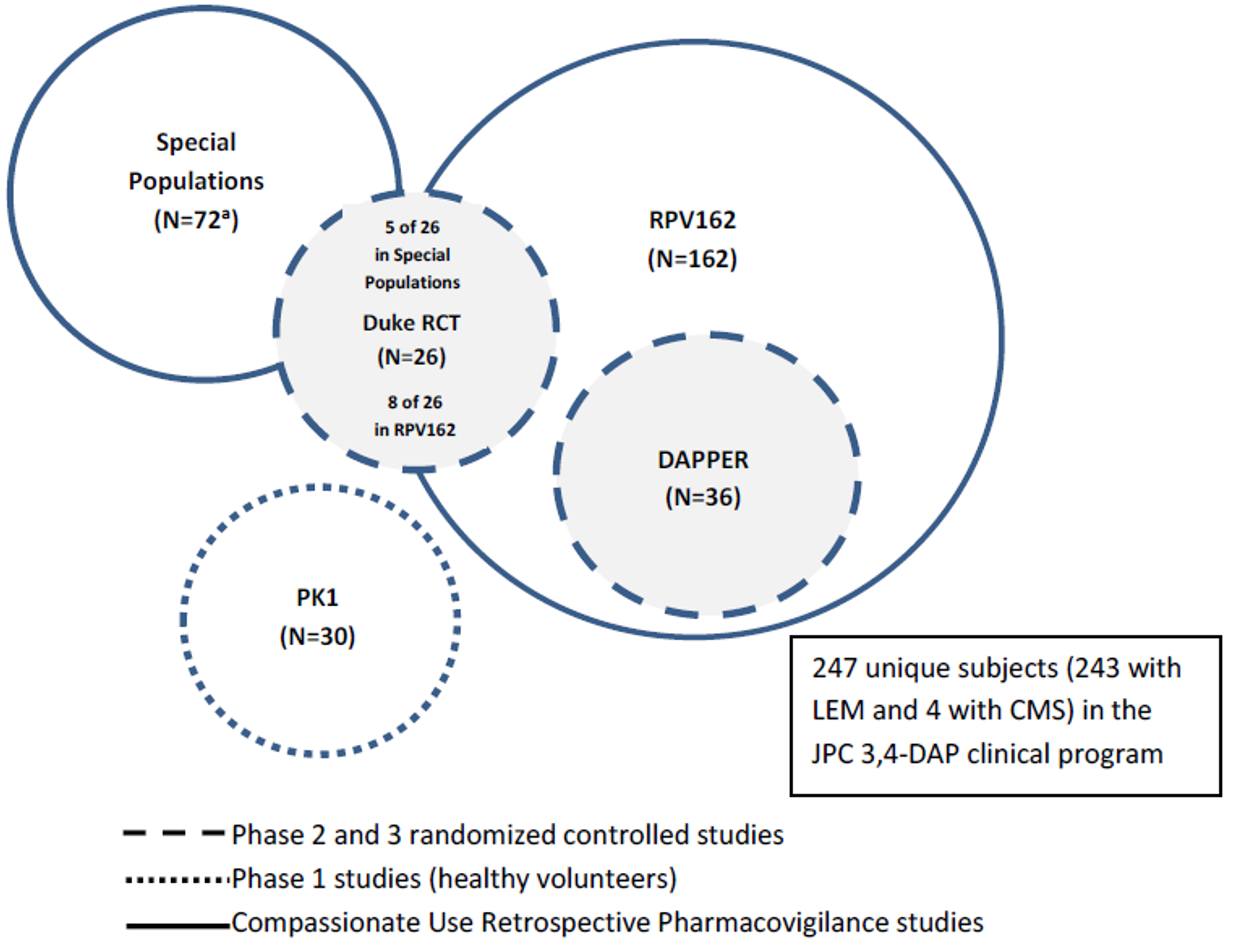 Special
Populations
(N=72ª)
5 of 26
in Special
Populations
Duke RCT
(N=26)
8 of 26
in RPV162
RPV162
(N=162)
DAPPER
(N=36)
PK1
(N=30)
247 unique subjects (243 with
LEM and 4 with CMS) in the
JPC 3,4-DAP clinical program
Phase 2 and 3 randomized controlled studies
Phase 1 studies (healthy volunteers)
Compassionate Use Retrospective Pharmacovigilance studies